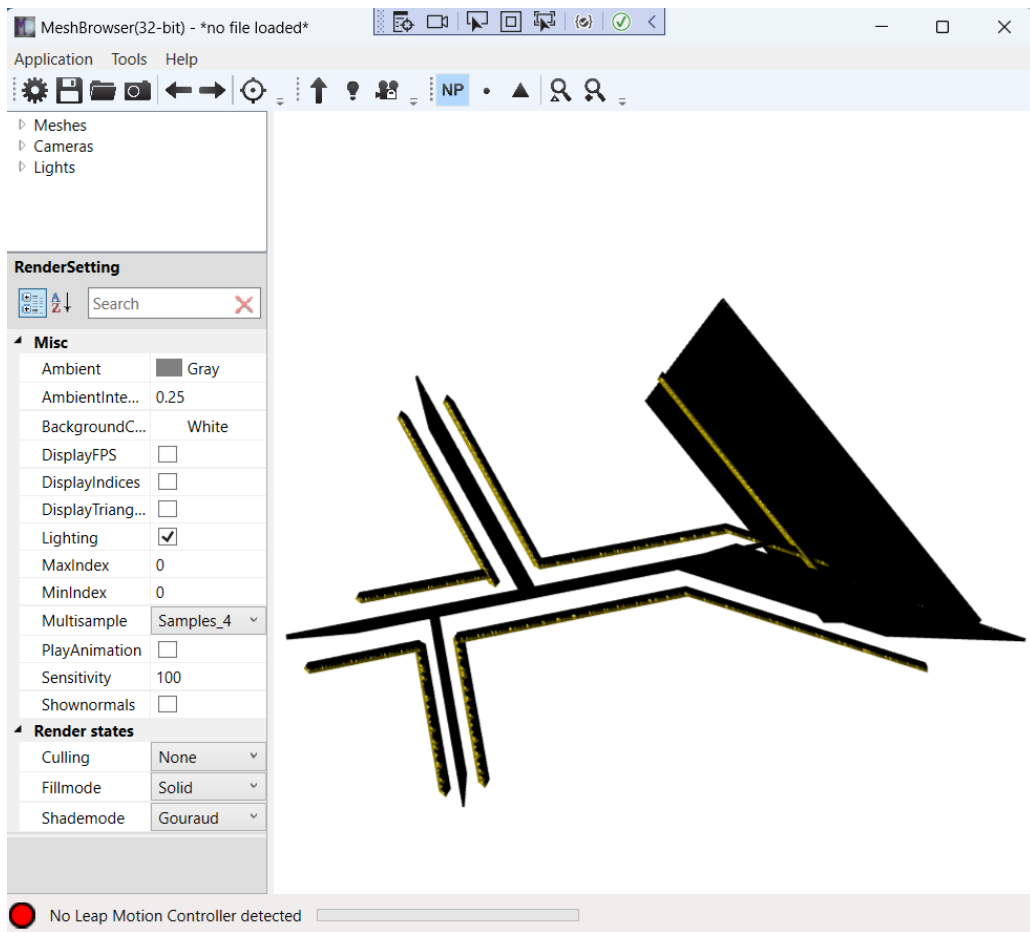 MeshBrowser(32-bit) - *no file loaded*
Application Tools Help
NP
Meshes
Cameras
Lights
RenderSetting
A
Z
Search
Misc
Ambient Gray
AmbientInte... 0.25
BackgroundC... White
DisplayFPS
DisplayIndices
DisplayTriang...
Lighting
MaxIndex 0
MinIndex 0
Multisample Samples_4
PlayAnimation
Sensitivity 100
Shownormals
Render states
Culling None
Fillmode Solid
Shademode Gouraud
No Leap Motion Controller detected